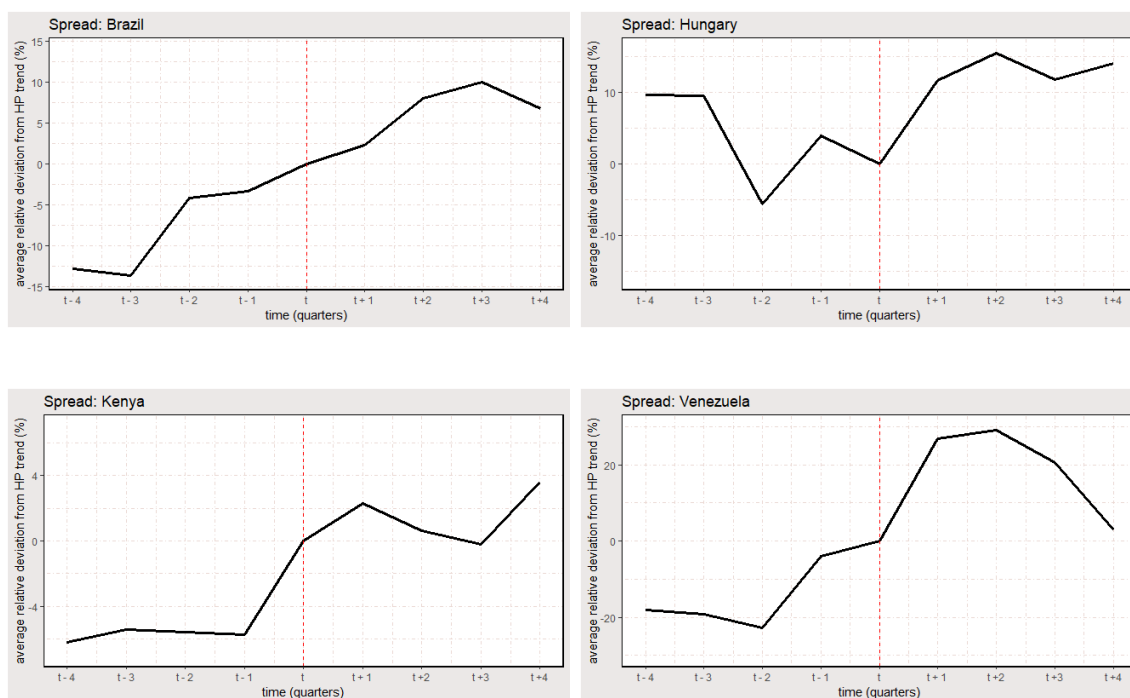 Spread: Brazil
average relative deviation from HP trend (%)
15
10
5
0
-5
-10
-15
t - 4 t - 3 t - 2 t - 1 t t + 1 t +2 t +3 t +4
time (quarters)
Spread: Hungary
average relative deviation from HP trend (%)
10
0
-10
t - 4 t - 3 t - 2 t - 1 t t + 1 t +2 t +3 t +4
time (quarters)
Spread: Kenya
average relative deviation from HP trend (%)
4
0
-4
t - 4 t - 3 t - 2 t - 1 t t + 1 t +2 t +3 t +4
time (quarters)
Spread: Venezuela
average relative deviation from HP trend (%)
20
0
-20
t - 4 t - 3 t - 2 t - 1 t t + 1 t +2 t +3 t +4
time (quarters)